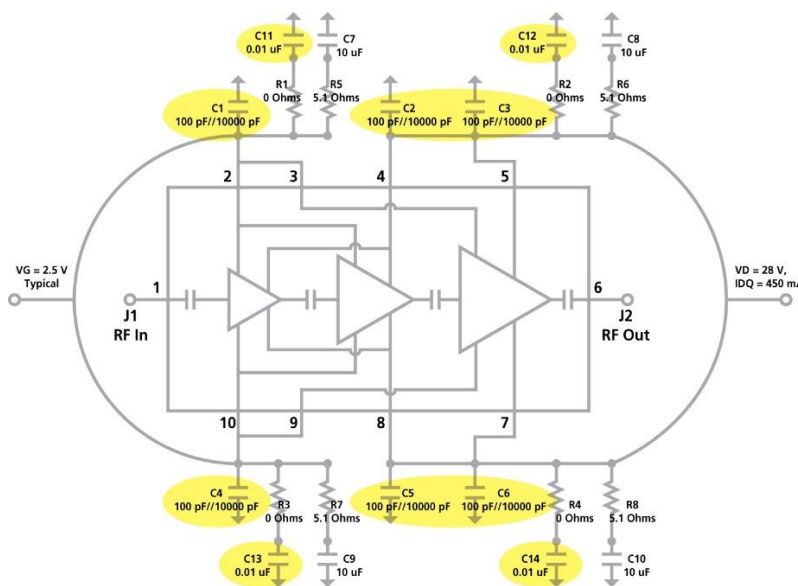 C11
0.01 uF
C7
10 uF
C12
0.01 uF
C8
10 uF
R1
0 Ohms
R5
5.1 Ohms
R2
0 Ohms
R6
5.1 Ohms
C1
100 pF//10000 pF
C2
100 pF//10000 pF
C3
100 pF//10000 pF
2
3
4
5
VG = 2.5 V
Typical
1
J1
RF In
6
J2
RF Out
VD = 28 V,
IDQ = 450 mA
10
9
8
7
C4
100 pF//10000 pF
R3
0 Ohms
R7
5.1 Ohms
C5
100 pF//10000 pF
C6
100 pF//10000 pF
R4
0 Ohms
R8
5.1 Ohms
C13
0.01 uF
C9
10 uF
C14
0.01 uF
C10
10 uF